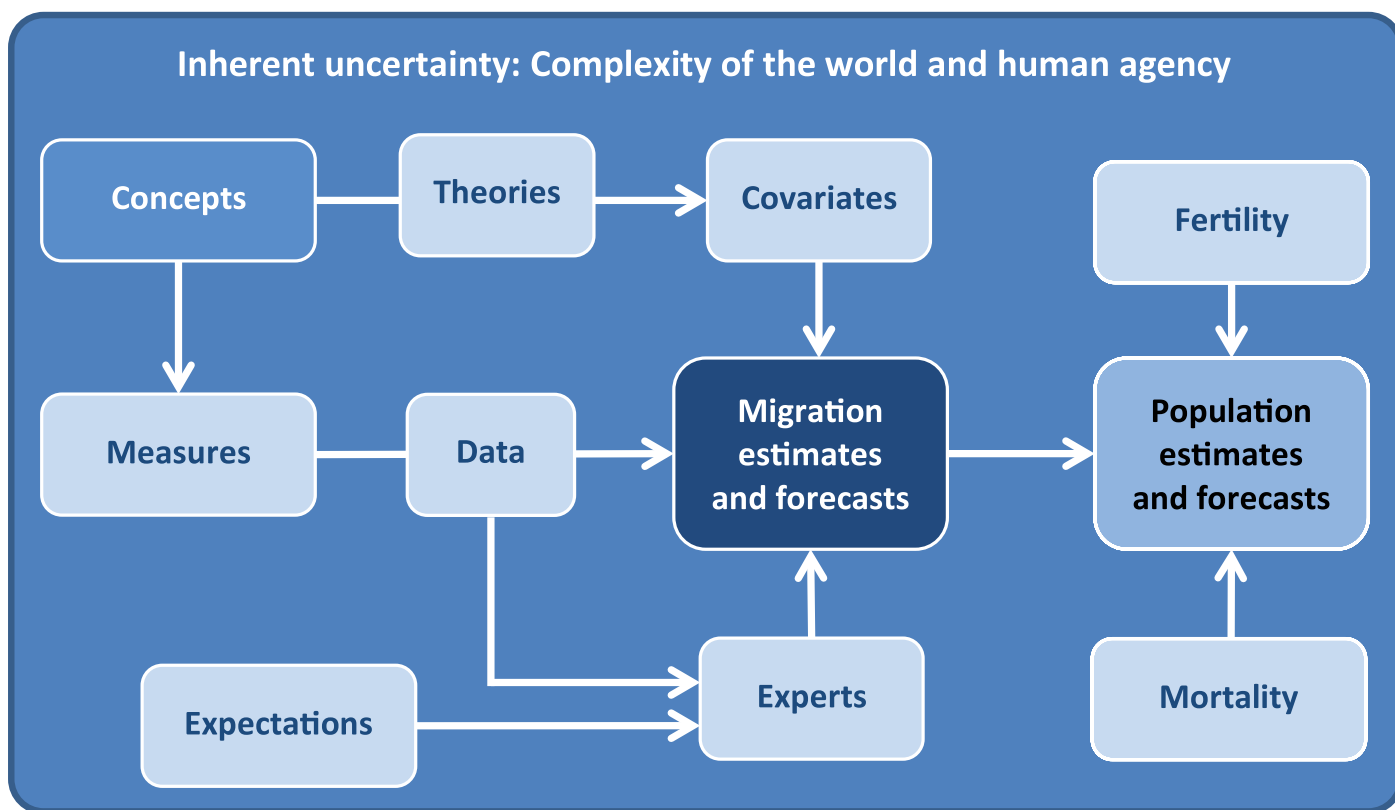 Inherent uncertainty: Complexity of the world and human agency
Concepts
Theories
Covariates
Fertility
Measures
Data
Migration
estimates
and forecasts
Population
estimates
and forecasts
Expectations
Experts
Mortality